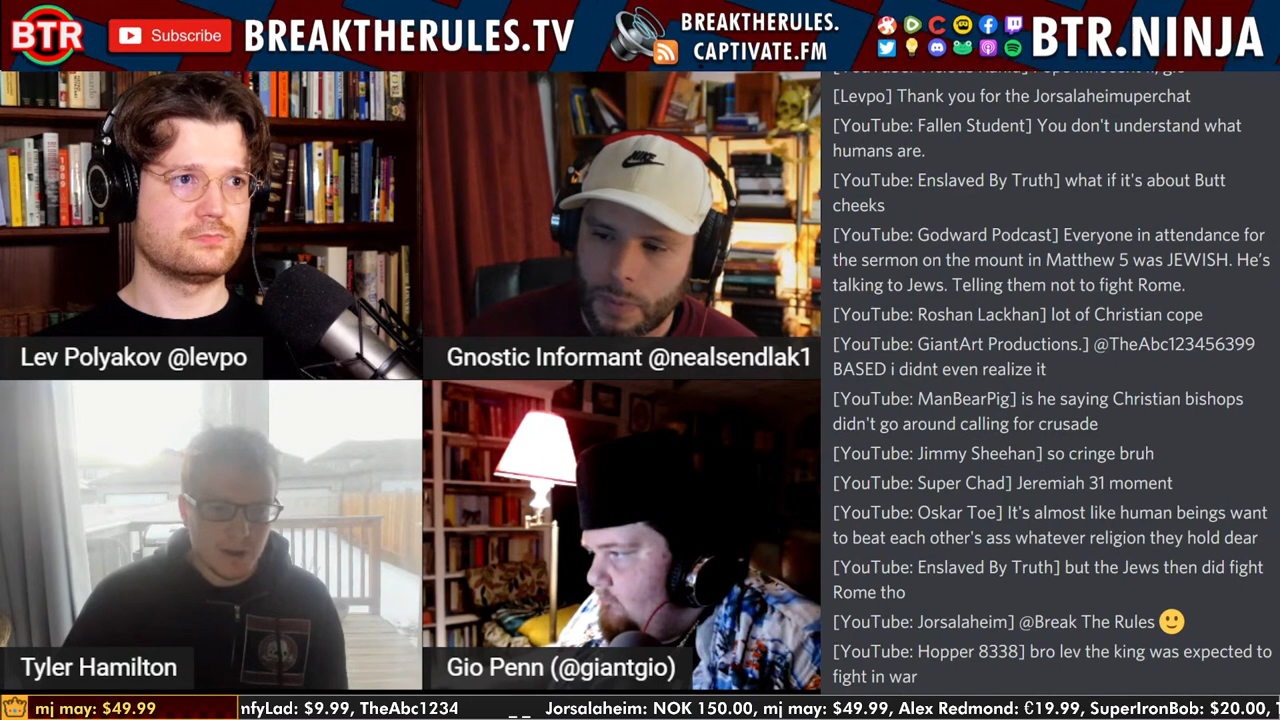 BTR
Subscribe
BREAKTHERULES.TV
BREAKTHERULES.
CAPTIVATE.FM
BTR.NINJA
[Levpo] Thank you for the Jorsalaheimuperchat
[YouTube: Fallen Student] You don't understand what
humans are.
[YouTube: Enslaved By Truth] what if it's about Butt
cheeks
[YouTube: Godward Podcast] Everyone in attendance for
the sermon on the mount in Matthew 5 was JEWISH. He's
talking to Jews. Telling them not to fight Rome.
[YouTube: Roshan Lackhan] lot of Christian cope
[YouTube: GiantArt Productions.] @TheAbc123456399
BASED i didnt even realize it
[YouTube: ManBearPig] is he saying Christian bishops
didn't go around calling for crusade
[YouTube: Jimmy Sheehan] so cringe bruh
[YouTube: Super Chad] Jeremiah 31 moment
[YouTube: Oskar Toe] It's almost like human beings want
to beat each other's ass whatever religion they hold dear
[YouTube: Enslaved By Truth] but the Jews then did fight
Rome tho
[YouTube: Jorsalaheim] @Break The Rules 🙂
[YouTube: Hopper 8338] bro lev the king was expected to
fight in war
1989
Lev Polyakov @levpo
Gnostic Informant @nealsendlak1
Tyler Hamilton
Gio Penn (@giantgio)
mj may: $49.99
nfyLad: $9.99, TheAbc1234
Jorsalaheim: NOK 150.00, mj may: $49.99, Alex Redmond: €19.99, SuperIronBob: $20.00,